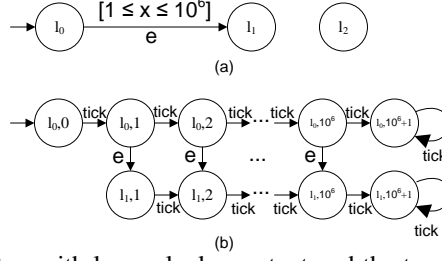 [1 ≤ x ≤ 10⁶]
l₀ e l₁ l₂
(a)
tick tick tick ... tick tick
l₀,0 l₀,1 l₀,2 l₀,10⁶ l₀,10⁶+1
tick
e e ... e
l₁,1 l₁,2 ... l₁,10⁶ l₁,10⁶+1
tick tick tick tick
tick
(b)